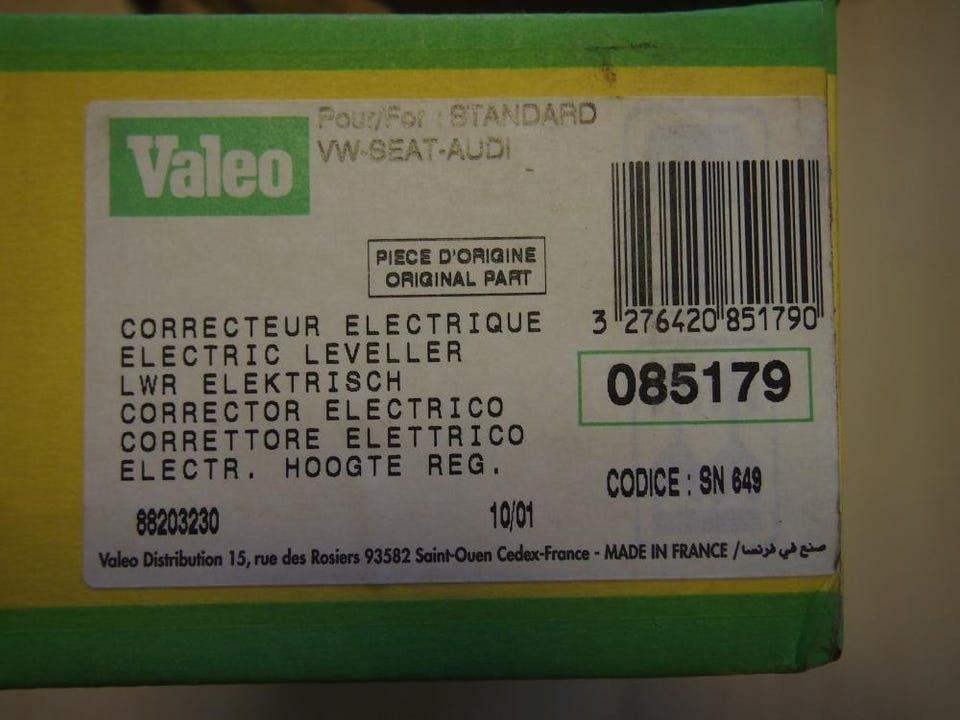 Valeo
Pour/For : STANDARD
VW-SEAT-AUDI
PIECE D'ORIGINE
ORIGINAL PART
3 276420 851790
CORRECTEUR ELECTRIQUE
ELECTRIC LEVELLER
LWR ELEKTRISCH
CORRECTOR ELECTRICO
CORRETTORE ELETTRICO
ELECTR. HOOGTE REG.
085179
CODICE : SN 649
88203230 10/01
Valeo Distribution 15, rue des Rosiers 93582 Saint-Ouen Cedex-France - MADE IN FRANCE / صنع في فرنسا